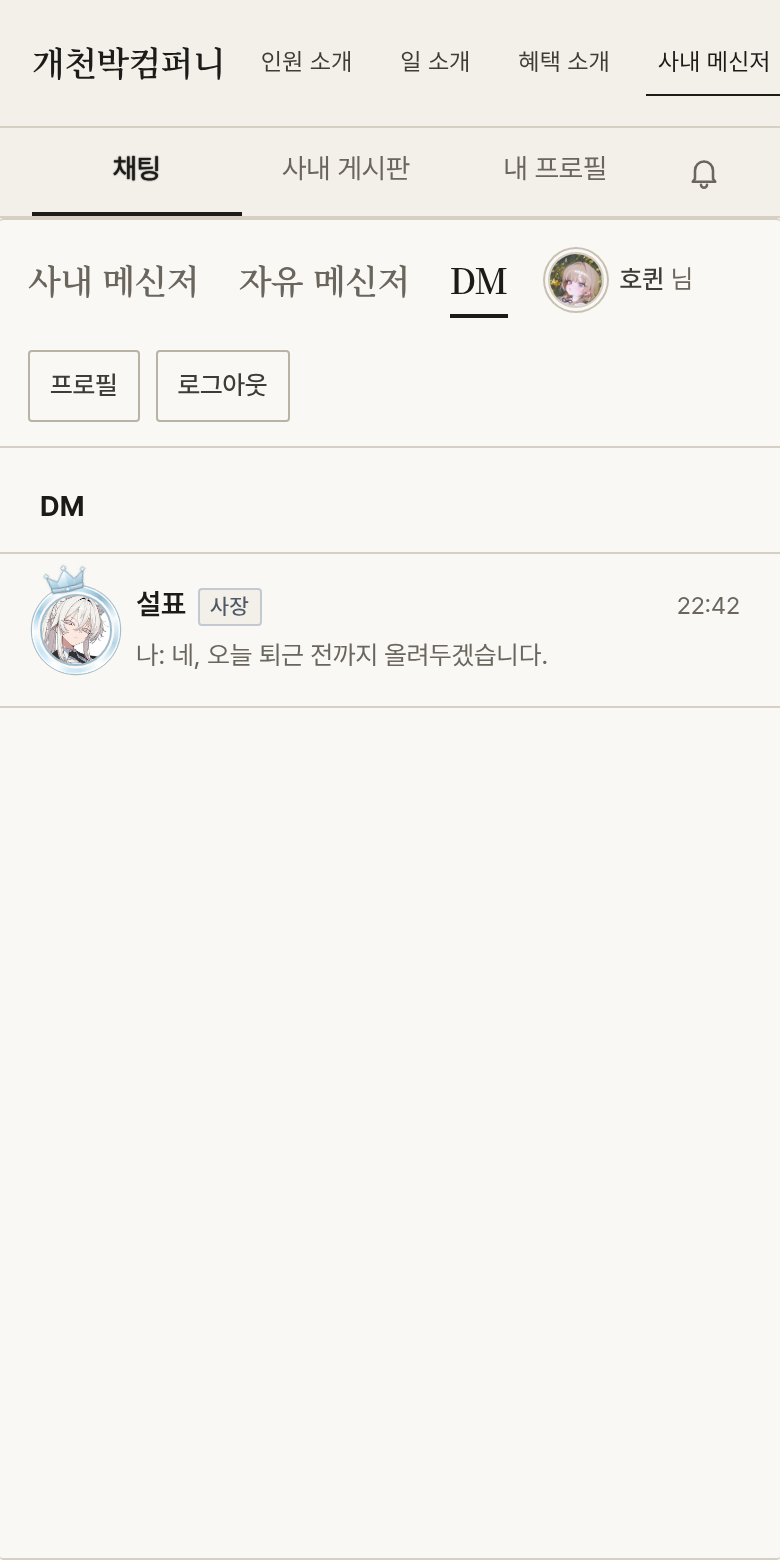 개천박컴퍼니 인원 소개 일 소개 혜택 소개 사내 메신저
채팅 사내 게시판 내 프로필
사내 메신저 자유 메신저 DM 호퀸 님
프로필 로그아웃
DM
설표 사장 22:42
나: 네, 오늘 퇴근 전까지 올려두겠습니다.